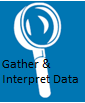 Gather &
Interpret Data